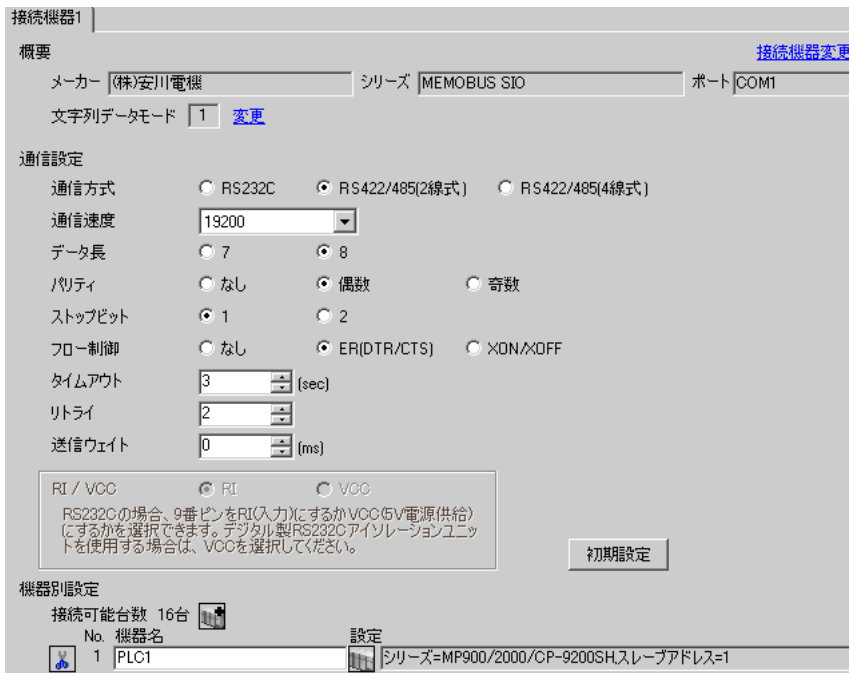 接続機器1
概要
接続機器変更
メーカー (株)安川電機 シリーズ MEMOBUS SIO ポート COM1
文字列データモード 1 変更
通信設定
通信方式 RS232C RS422/485(2線式) RS422/485(4線式)
通信速度 19200
データ長 7 8
パリティ なし 偶数 奇数
ストップビット 1 2
フロー制御 なし ER(DTR/CTS) XON/XOFF
タイムアウト 3 (sec)
リトライ 2
送信ウェイト 0 (ms)
RI / VCC RI VCC
RS232Cの場合、9番ピンをRI(入力)にするかVCC(5V電源供給)
にするかを選択できます。デジタル製RS232Cアイソレーションユニッ
トを使用する場合は、VCCを選択してください。
初期設定
機器別設定
接続可能台数 16台
No. 機器名 設定
1 PLC1 シリーズ=MP900/2000/CP-9200SH,スレーブアドレス=1